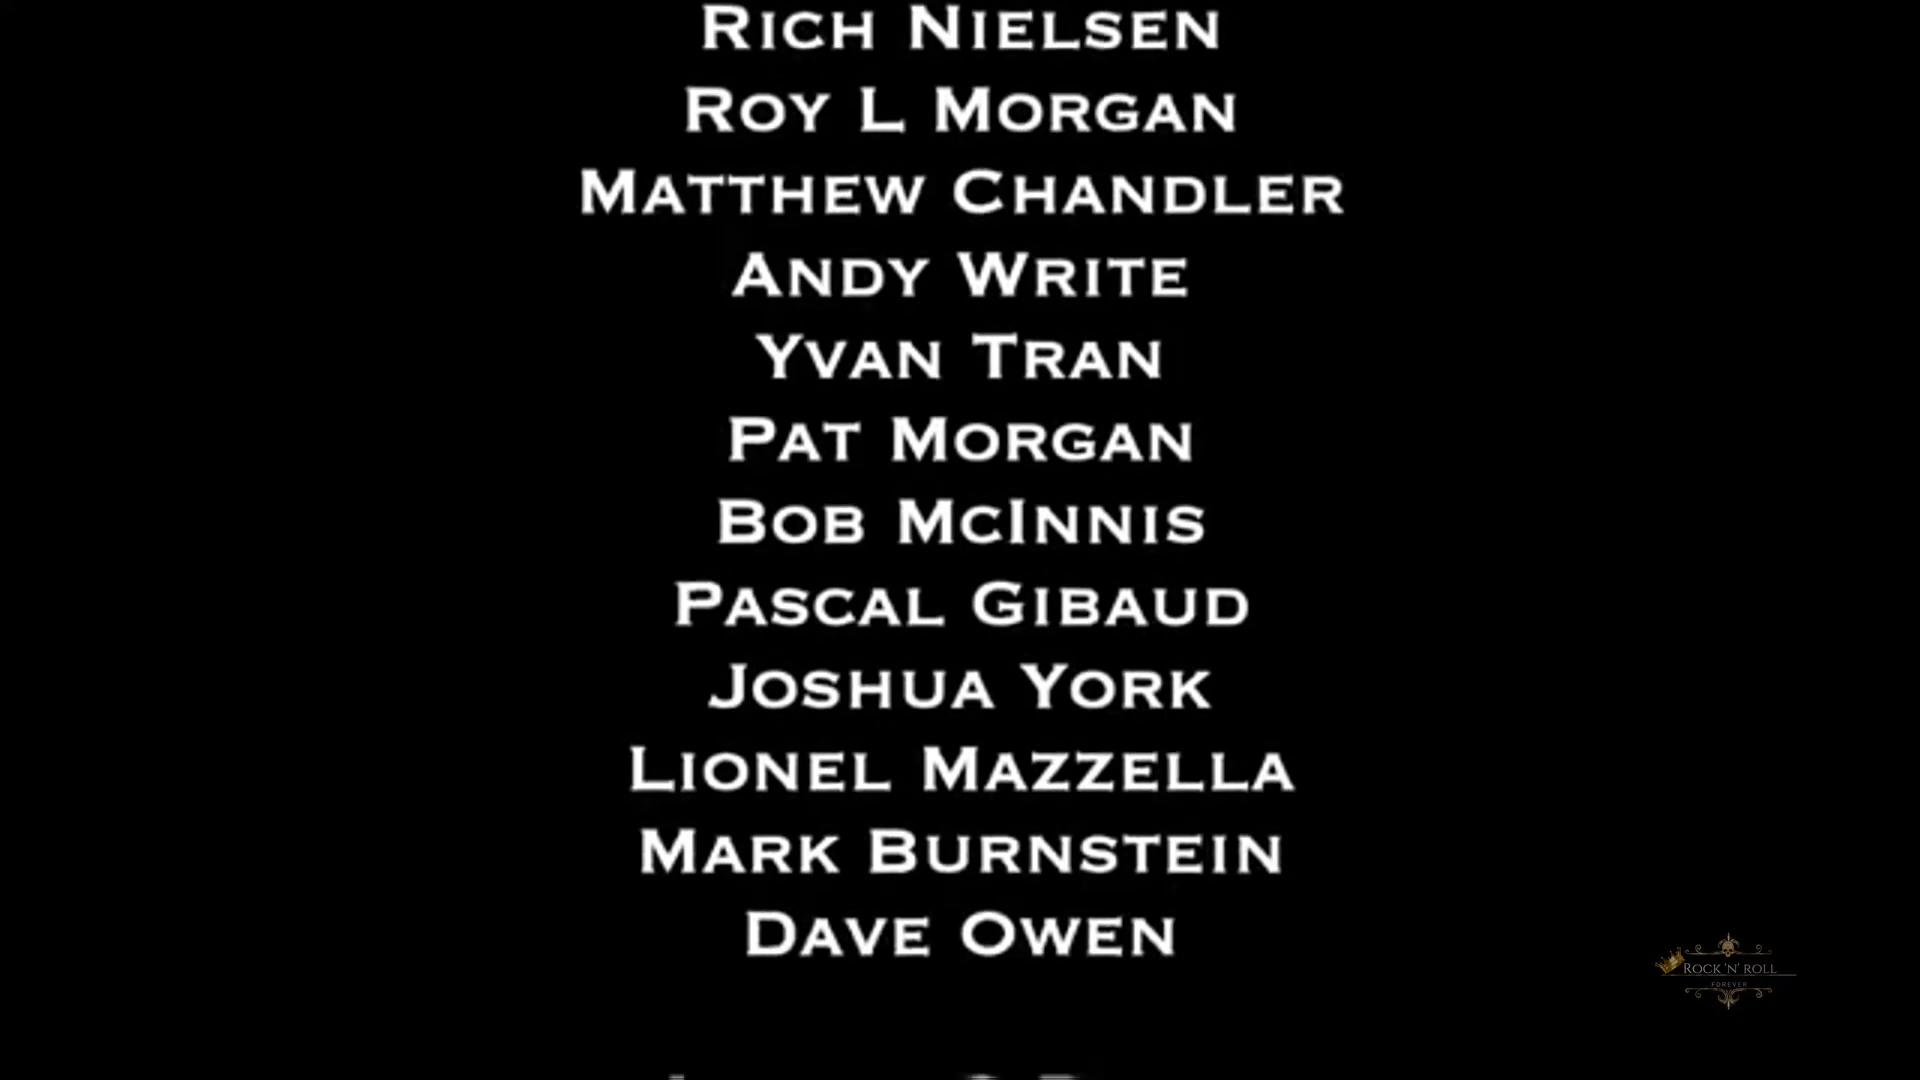 RICH NIELSEN
ROY L MORGAN
MATTHEW CHANDLER
ANDY WRITE
YVAN TRAN
PAT MORGAN
BOB MCINNIS
PASCAL GIBAUD
JOSHUA YORK
LIONEL MAZZELLA
MARK BURNSTEIN
DAVE OWEN
ROCK 'N' ROLL
FOREVER